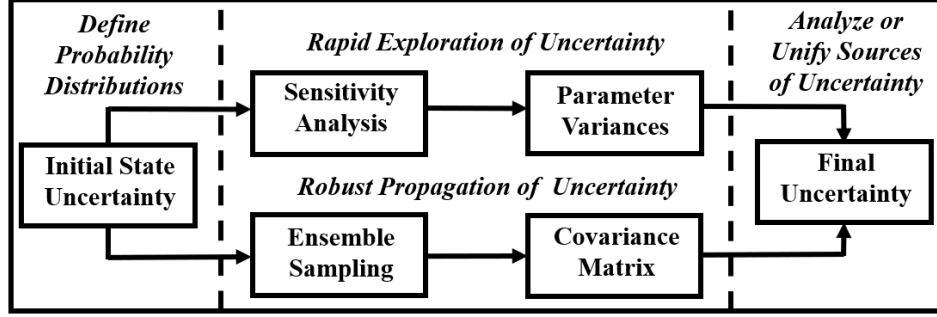 Define
Probability
Distributions
Initial State
Uncertainty
Rapid Exploration of Uncertainty
Sensitivity
Analysis
Parameter
Variances
Robust Propagation of Uncertainty
Ensemble
Sampling
Covariance
Matrix
Analyze or
Unify Sources
of Uncertainty
Final
Uncertainty